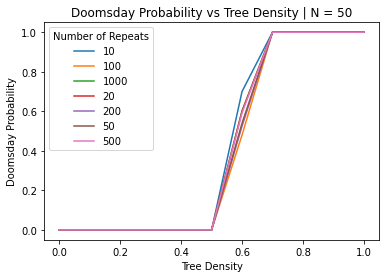 Doomsday Probability vs Tree Density | N = 50
Number of Repeats
10
100
1000
20
200
50
500
Doomsday Probability
1.0
0.8
0.6
0.4
0.2
0.0
0.0 0.2 0.4 0.6 0.8 1.0
Tree Density